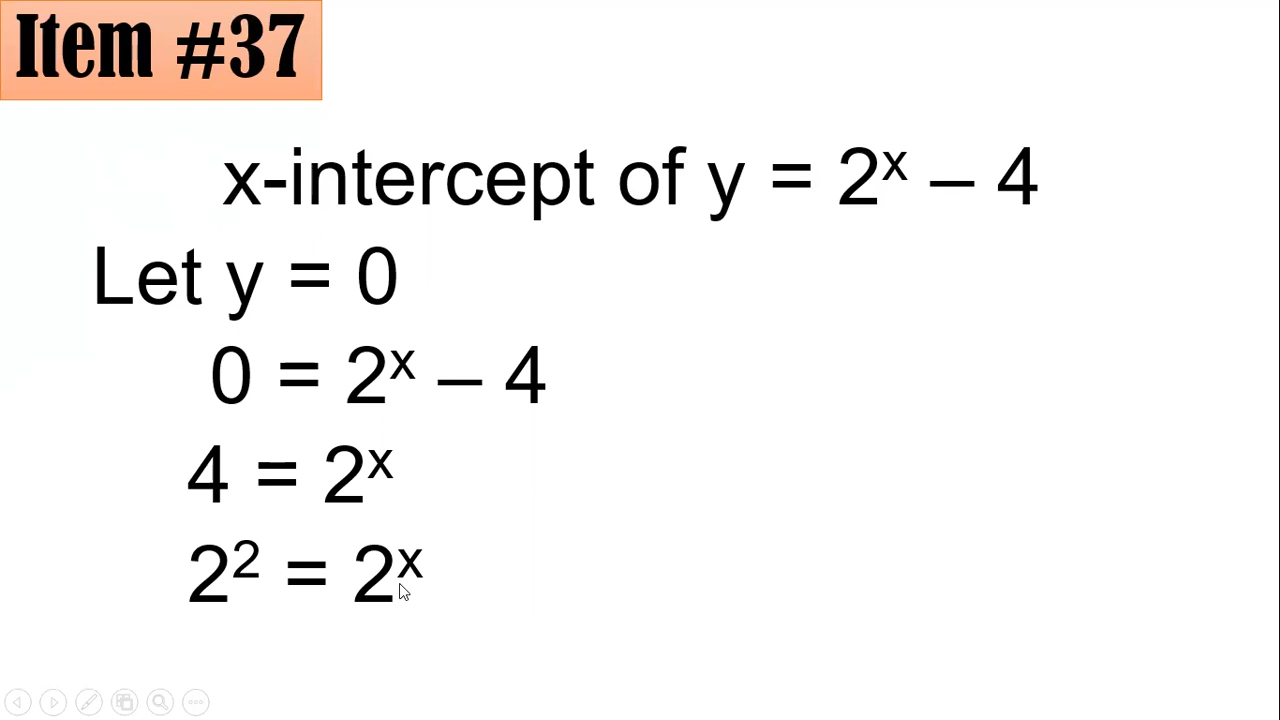 Item #37
x-intercept of y = 2ˣ – 4
Let y = 0
0 = 2ˣ – 4
4 = 2ˣ
2² = 2ˣ